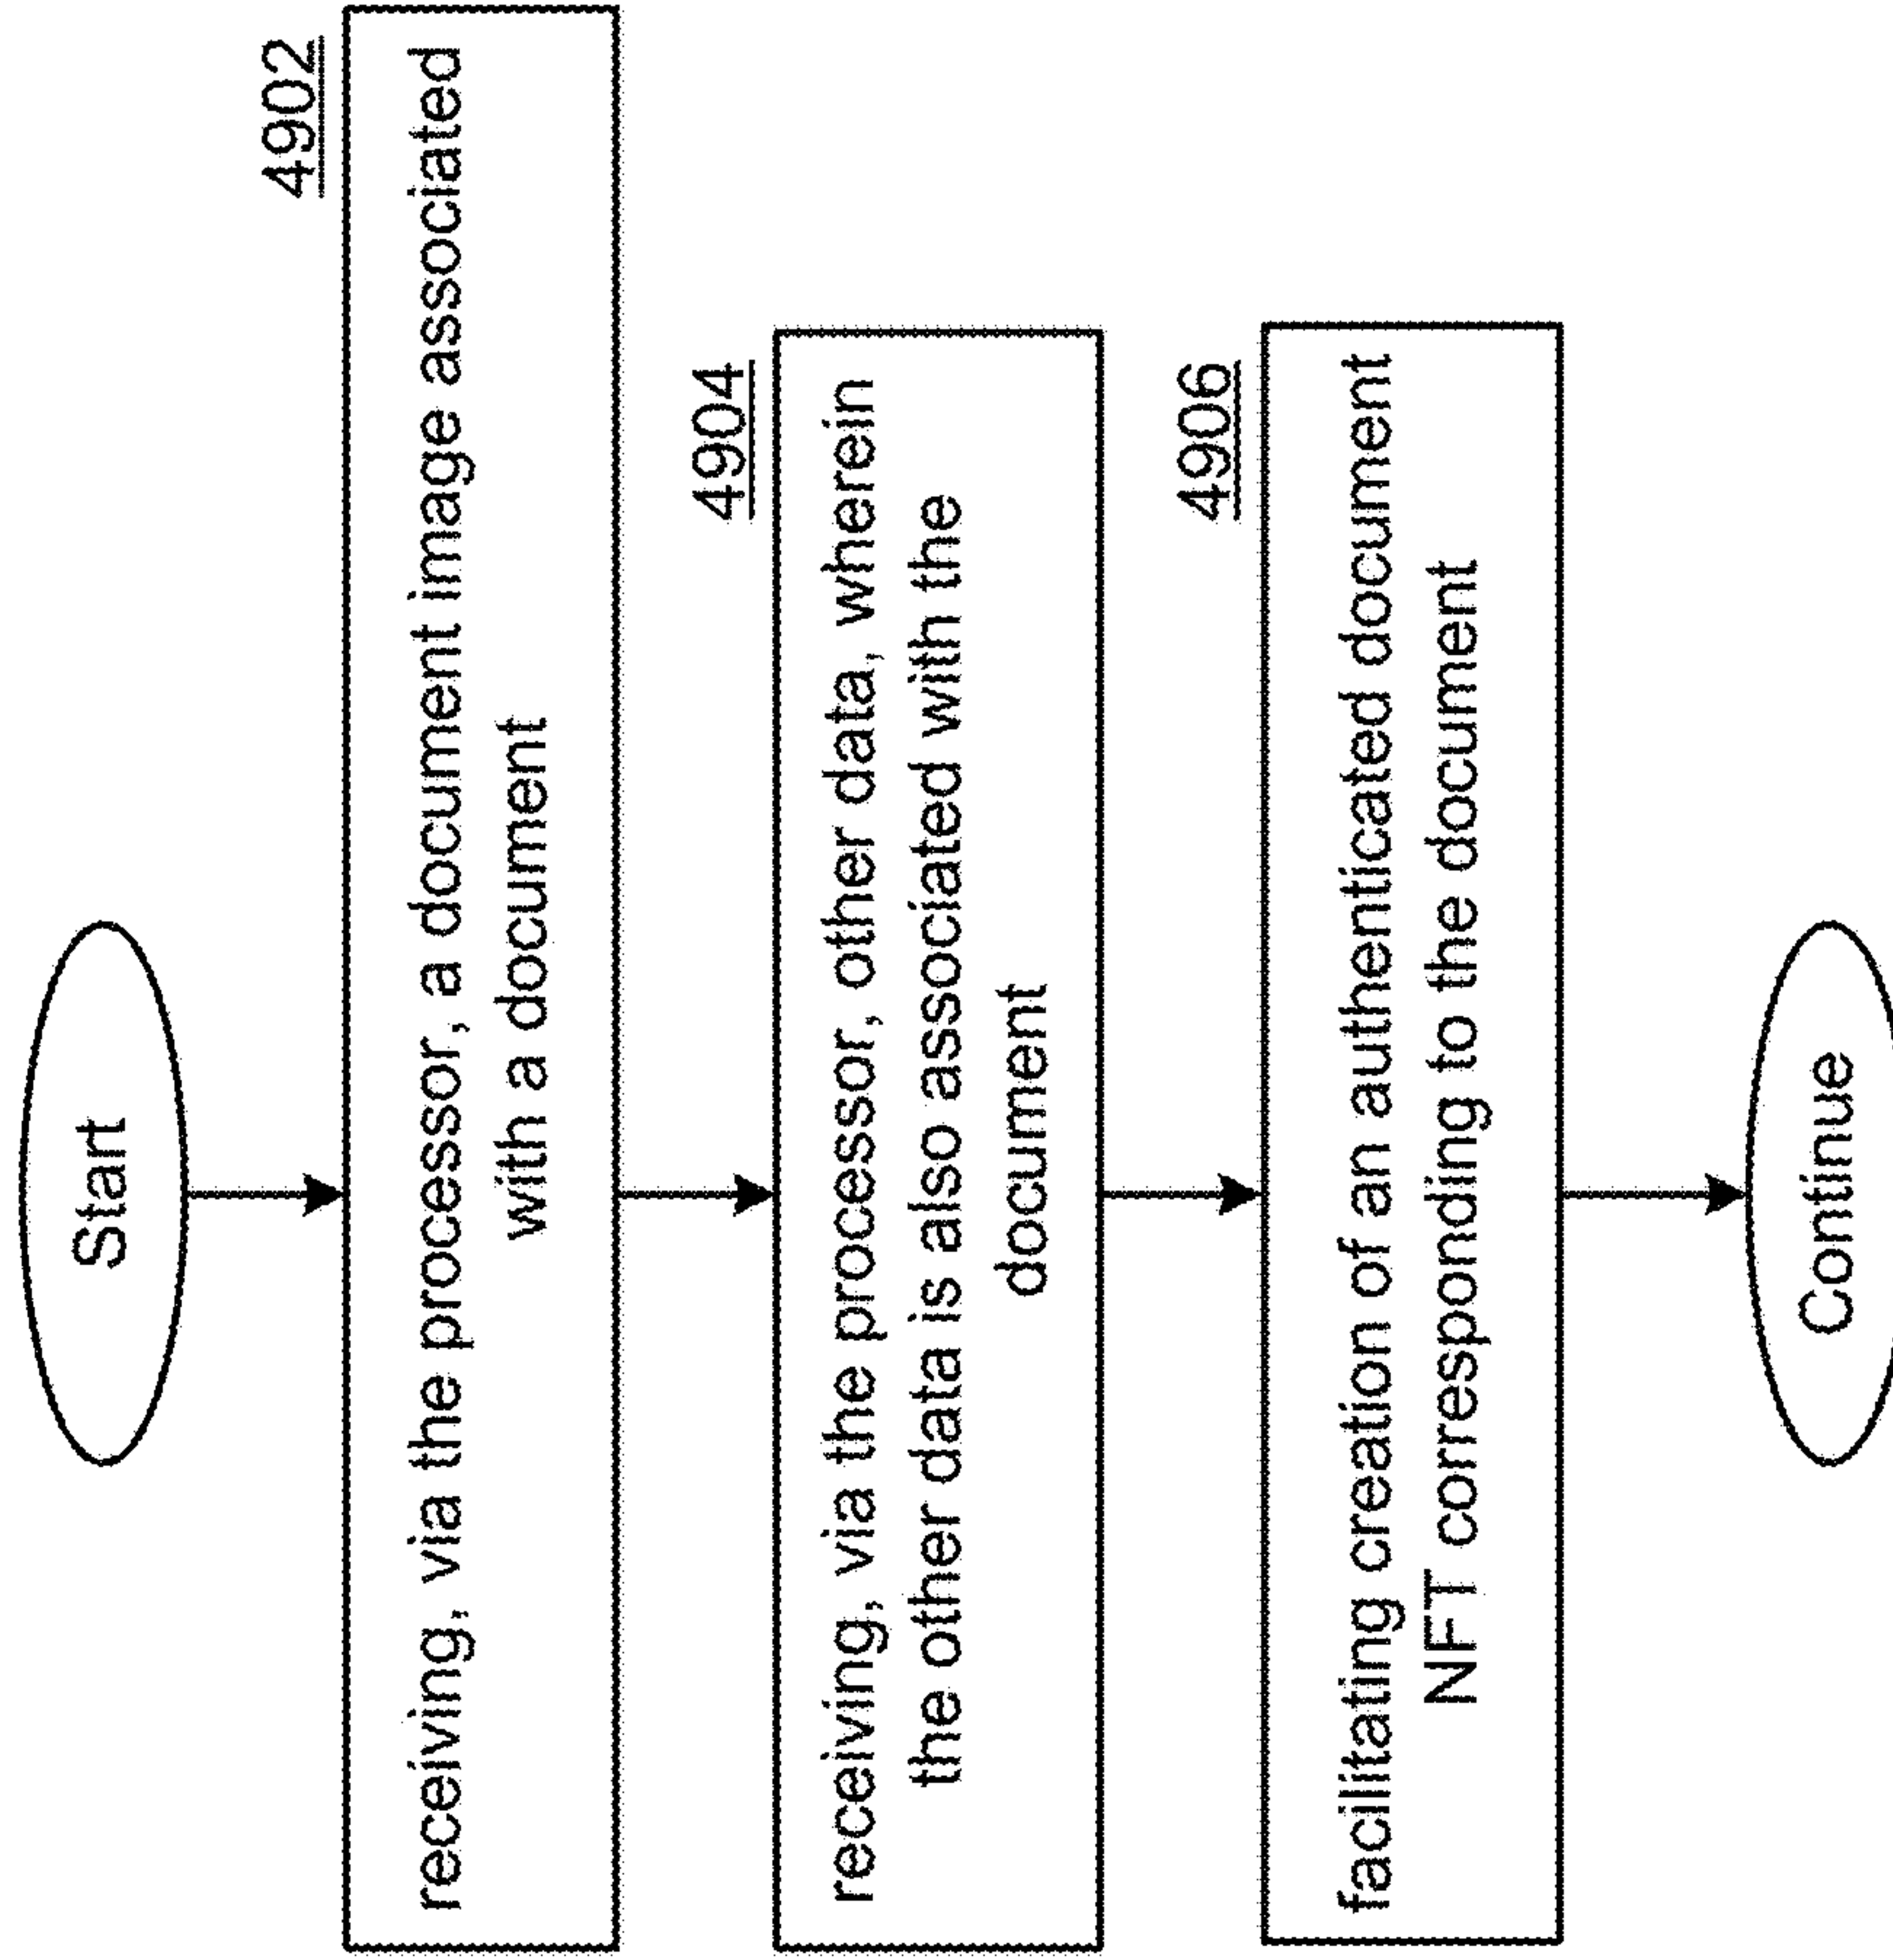 Start
4902
receiving, via the processor, a document image associated
with a document
4904
receiving, via the processor, other data, wherein
the other data is also associated with the
document
4906
facilitating creation of an authenticated document
NFT corresponding to the document
Continue